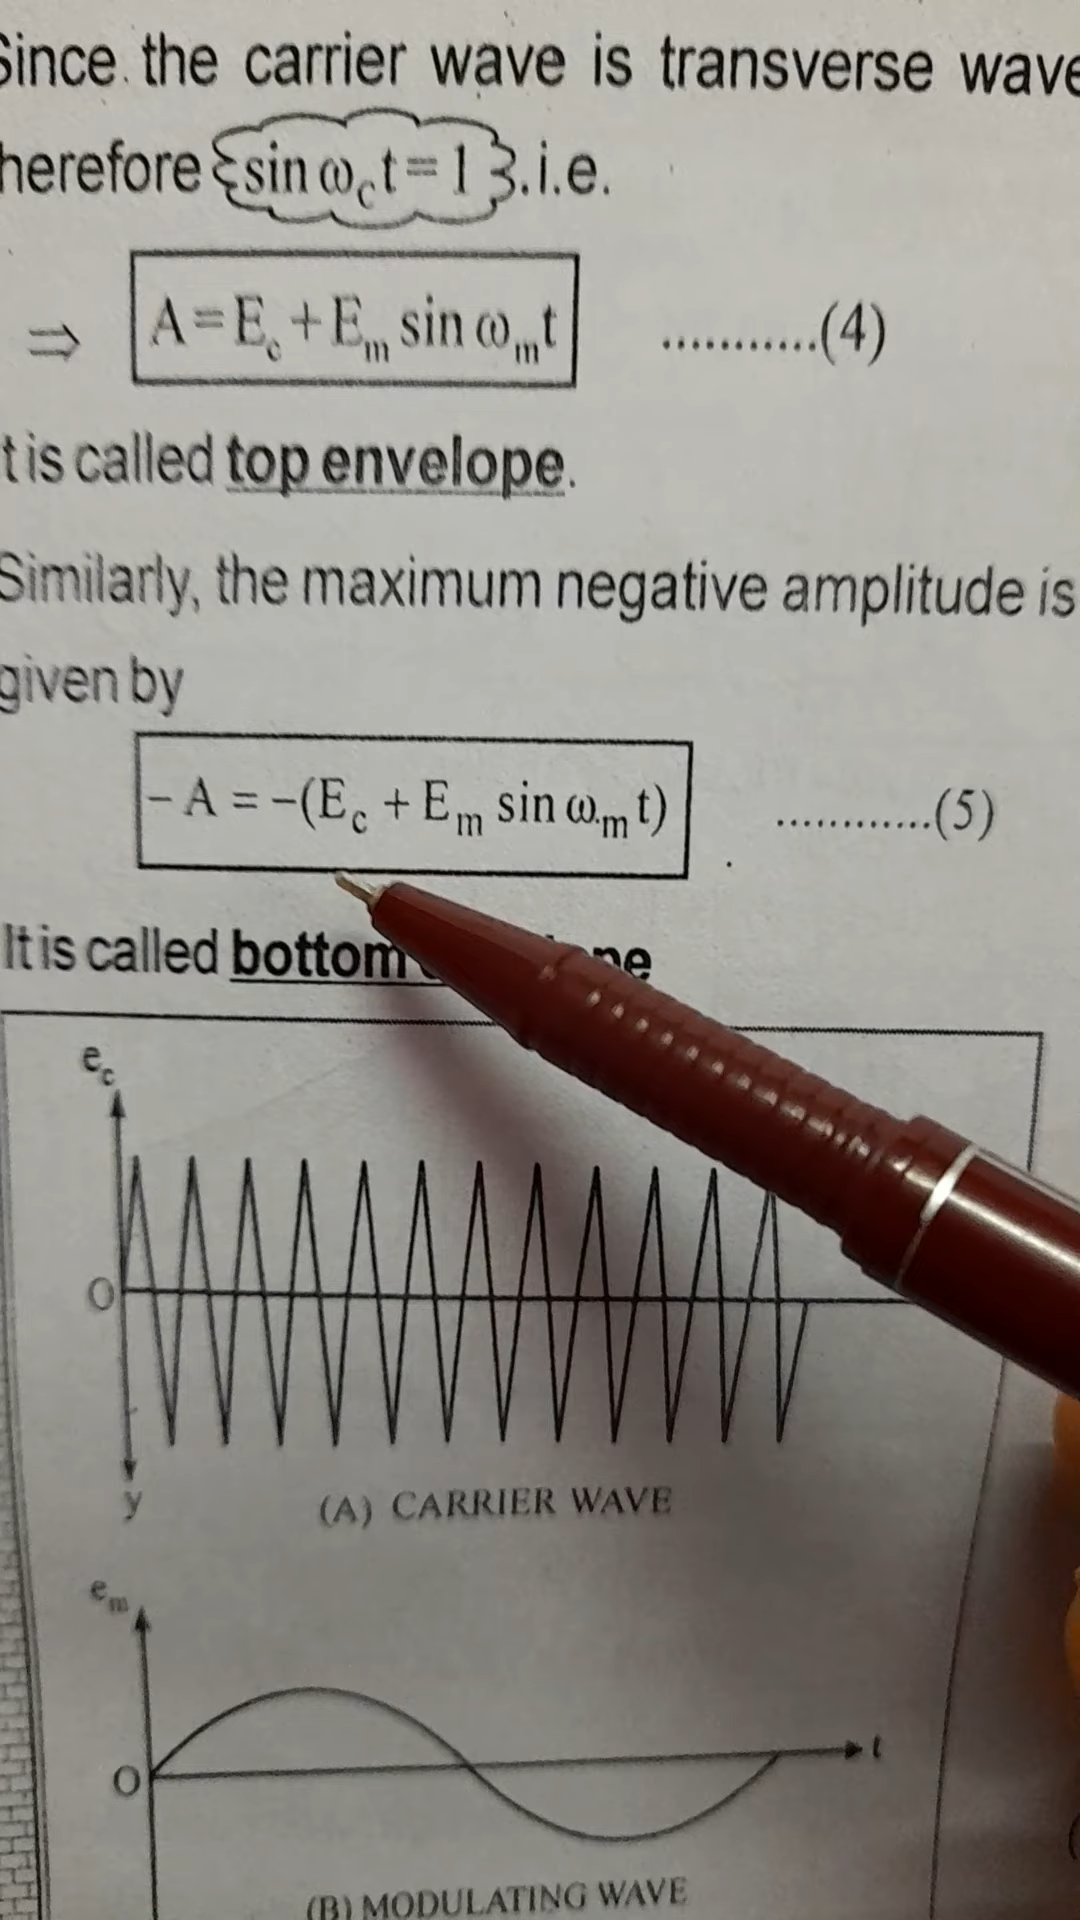 Since the carrier wave is transverse wave
herefore {sin ω_c t = 1}.i.e.
⇒ A = E_c + E_m sin ω_m t ...........(4)
t is called top envelope.
Similarly, the maximum negative amplitude is
given by
– A = –(E_c + E_m sin ω_m t) ............(5)
It is called bottom
e_c
O
y
(A) CARRIER WAVE
e_m
O
t
(B) MODULATING WAVE